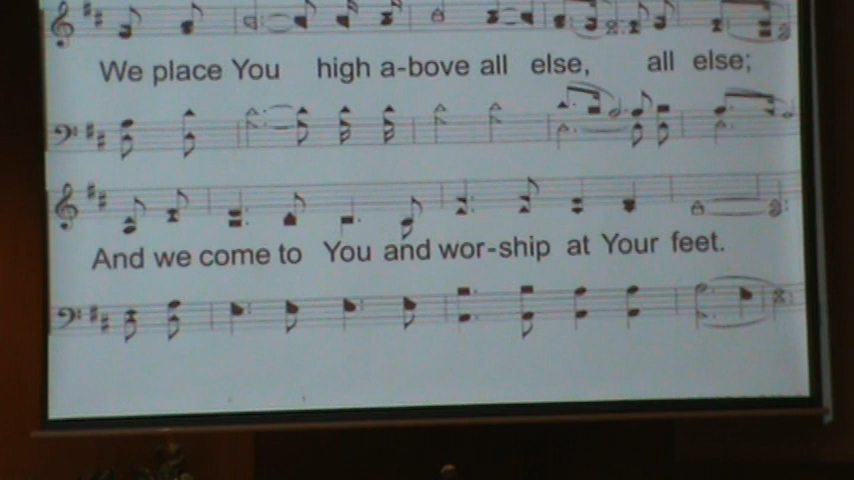 We place You high a-bove all else, all else;
And we come to You and wor-ship at Your feet.